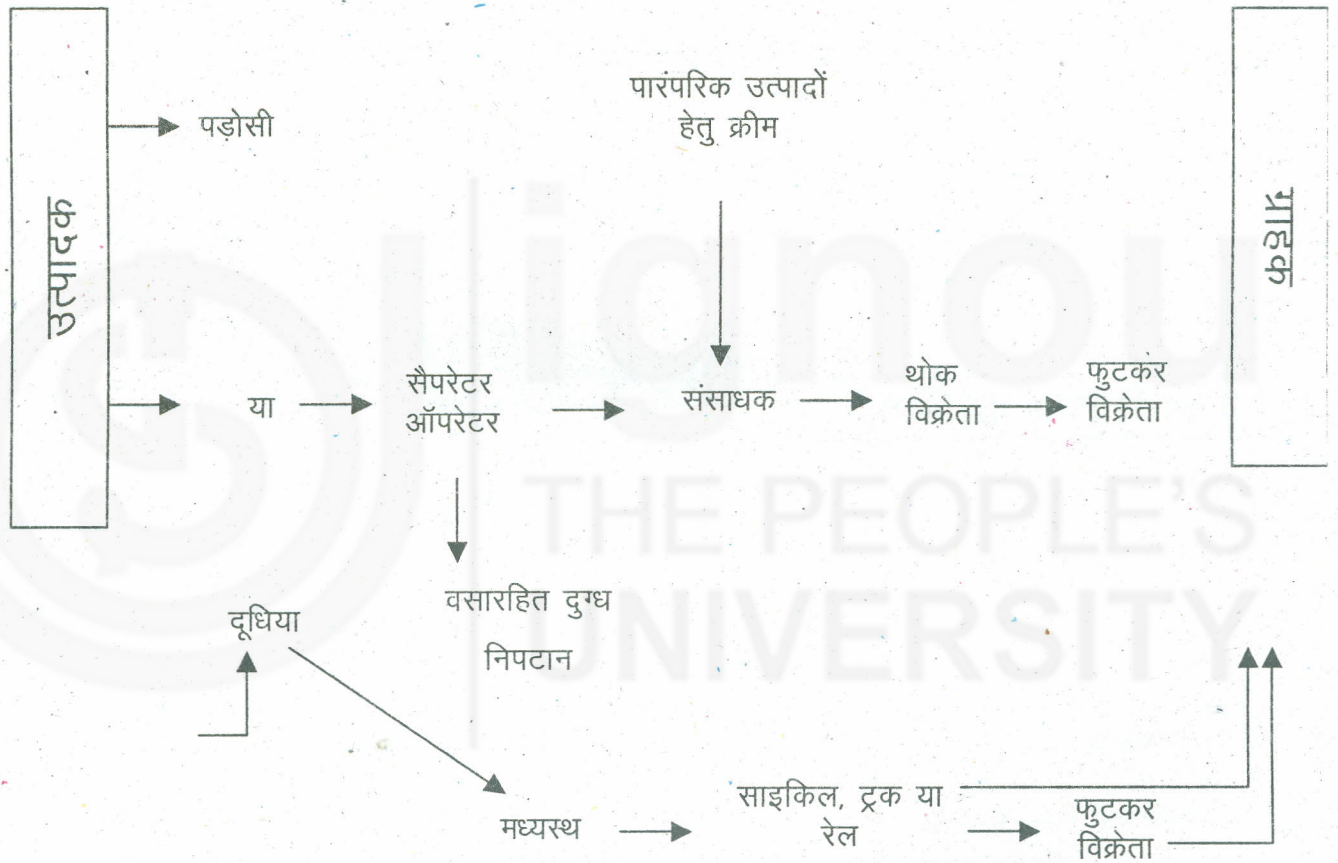 उत्पादक
पड़ोसी
पारंपरिक उत्पादों
हेतु क्रीम
ग्राहक
या
सैपरेटर
ऑपरेटर
संसाधक
थोक
विक्रेता
फुटकर
विक्रेता
वसारहित दुग्ध
निपटान
दूधिया
मध्यस्थ
साइकिल, ट्रक या
रेल
फुटकर
विक्रेता
ignou
THE PEOPLE'S
UNIVERSITY